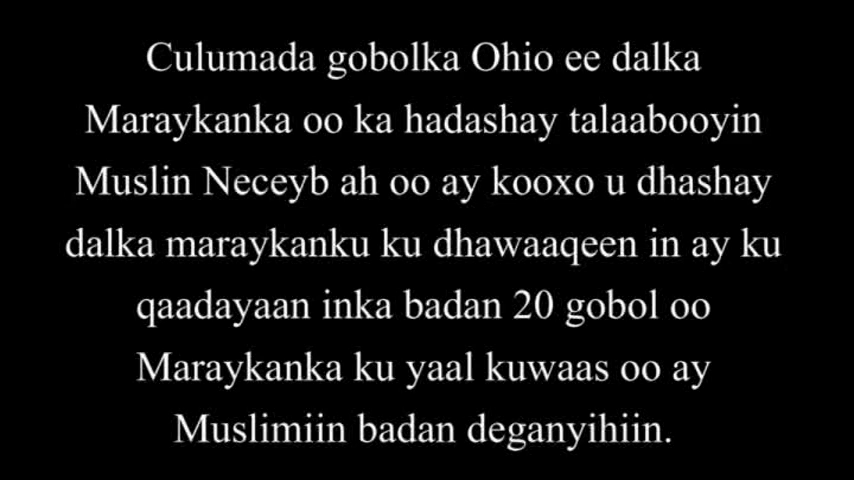 Culumada gobolka Ohio ee dalka
Maraykanka oo ka hadashay talaabooyin
Muslin Neceyb ah oo ay kooxo u dhashay
dalka maraykanku ku dhawaaqeen in ay ku
qaadayaan inka badan 20 gobol oo
Maraykanka ku yaal kuwaas oo ay
Muslimiin badan deganyihiin.